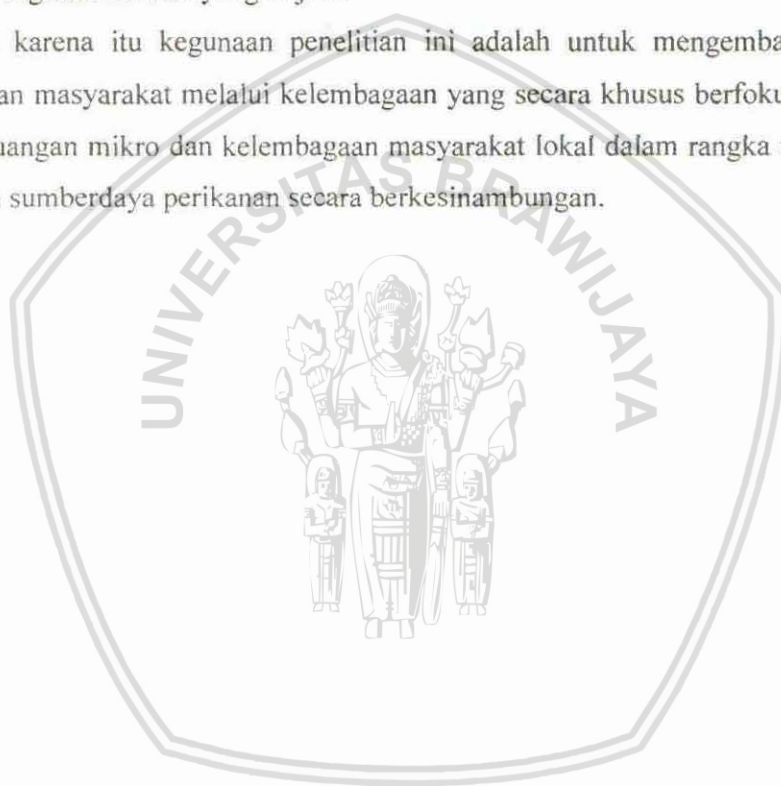 karena itu kegunaan penelitian ini adalah untuk mengemba
an masyarakat melalui kelembagaan yang secara khusus berfoku
uangan mikro dan kelembagaan masyarakat lokal dalam rangka
sumberdaya perikanan secara berkesinambungan.
UNIVERSITAS BRAWIJAYA